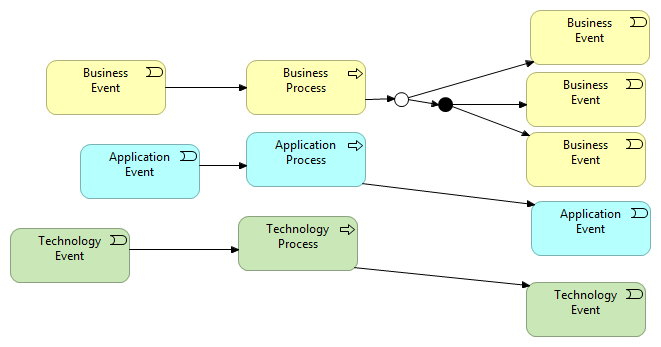 Business
Event
Business
Event
Business
Process
Business
Event
Business
Event
Application
Event
Application
Process
Application
Event
Technology
Event
Technology
Process
Technology
Event